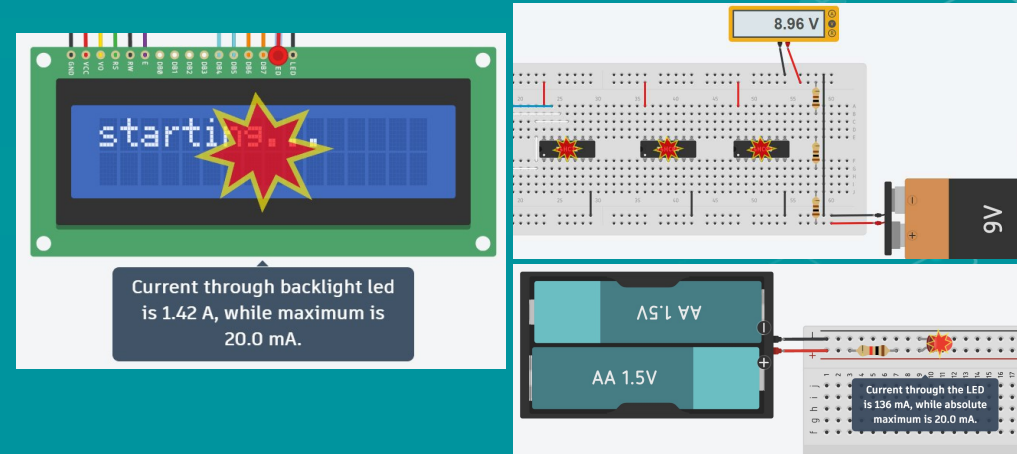 GND VCC V0 RS RW E DB0 DB1 DB2 DB3 DB4 DB5 DB6 DB7 LED
starting...
Current through backlight led
is 1.42 A, while maximum is
20.0 mA.
8.96 V
9V
AA 1.5V
AA 1.5V
Current through the LED
is 136 mA, while absolute
maximum is 20.0 mA.